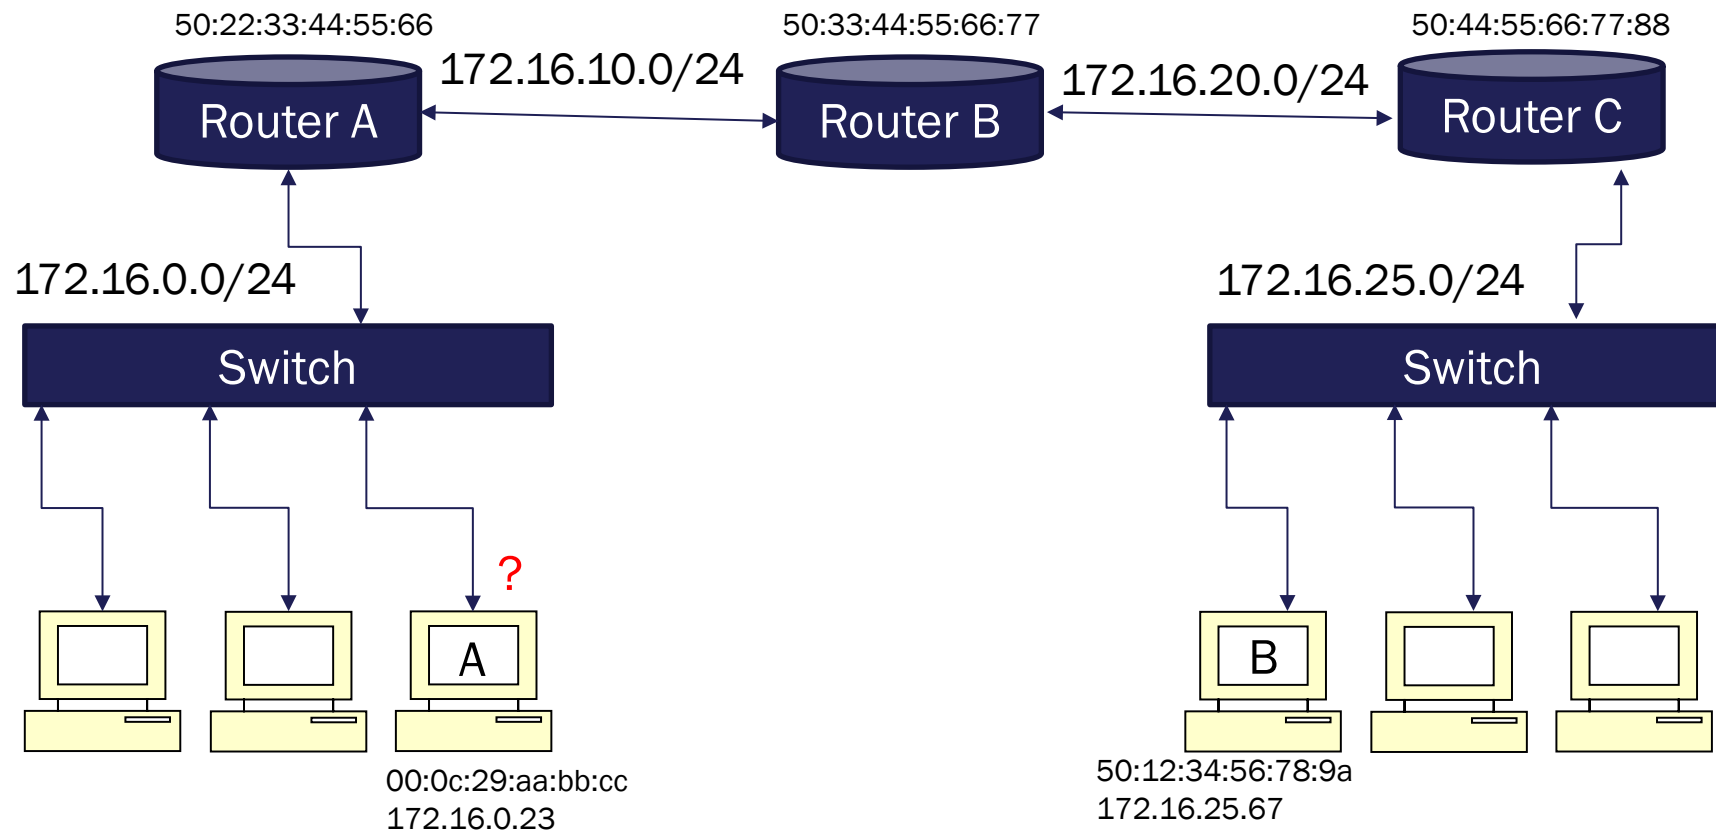 50:22:33:44:55:66
50:33:44:55:66:77
50:44:55:66:77:88
172.16.10.0/24
172.16.20.0/24
Router A
Router B
Router C
172.16.0.0/24
172.16.25.0/24
Switch
Switch
?
A
B
00:0c:29:aa:bb:cc
172.16.0.23
50:12:34:56:78:9a
172.16.25.67